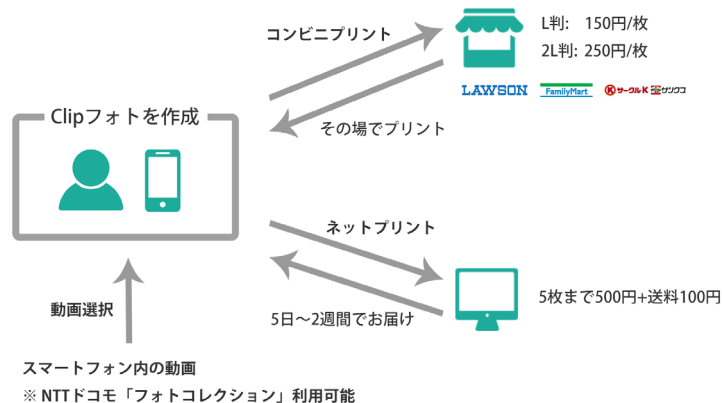 コンビニプリント
L判: 150円/枚
2L判: 250円/枚
LAWSON FamilyMart サークルK サンクス
Clipフォトを作成
その場でプリント
ネットプリント
5枚まで500円+送料100円
5日〜2週間でお届け
動画選択
スマートフォン内の動画
※ NTTドコモ「フォトコレクション」利用可能